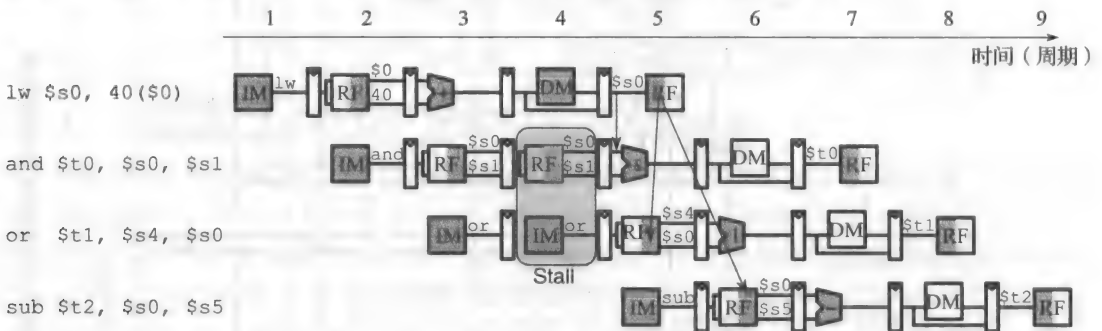 1 2 3 4 5 6 7 8 9
时间（周期）
lw $s0, 40($0) IM lw RF $0 40 + DM $s0 RF
and $t0, $s0, $s1 IM and RF $s0 $s1 RF $s0 $s1 & DM $t0 RF
or $t1, $s4, $s0 IM or IM or RF $s4 $s0 | DM $t1 RF
Stall
sub $t2, $s0, $s5 IM sub RF $s0 $s5 - DM $t2 RF